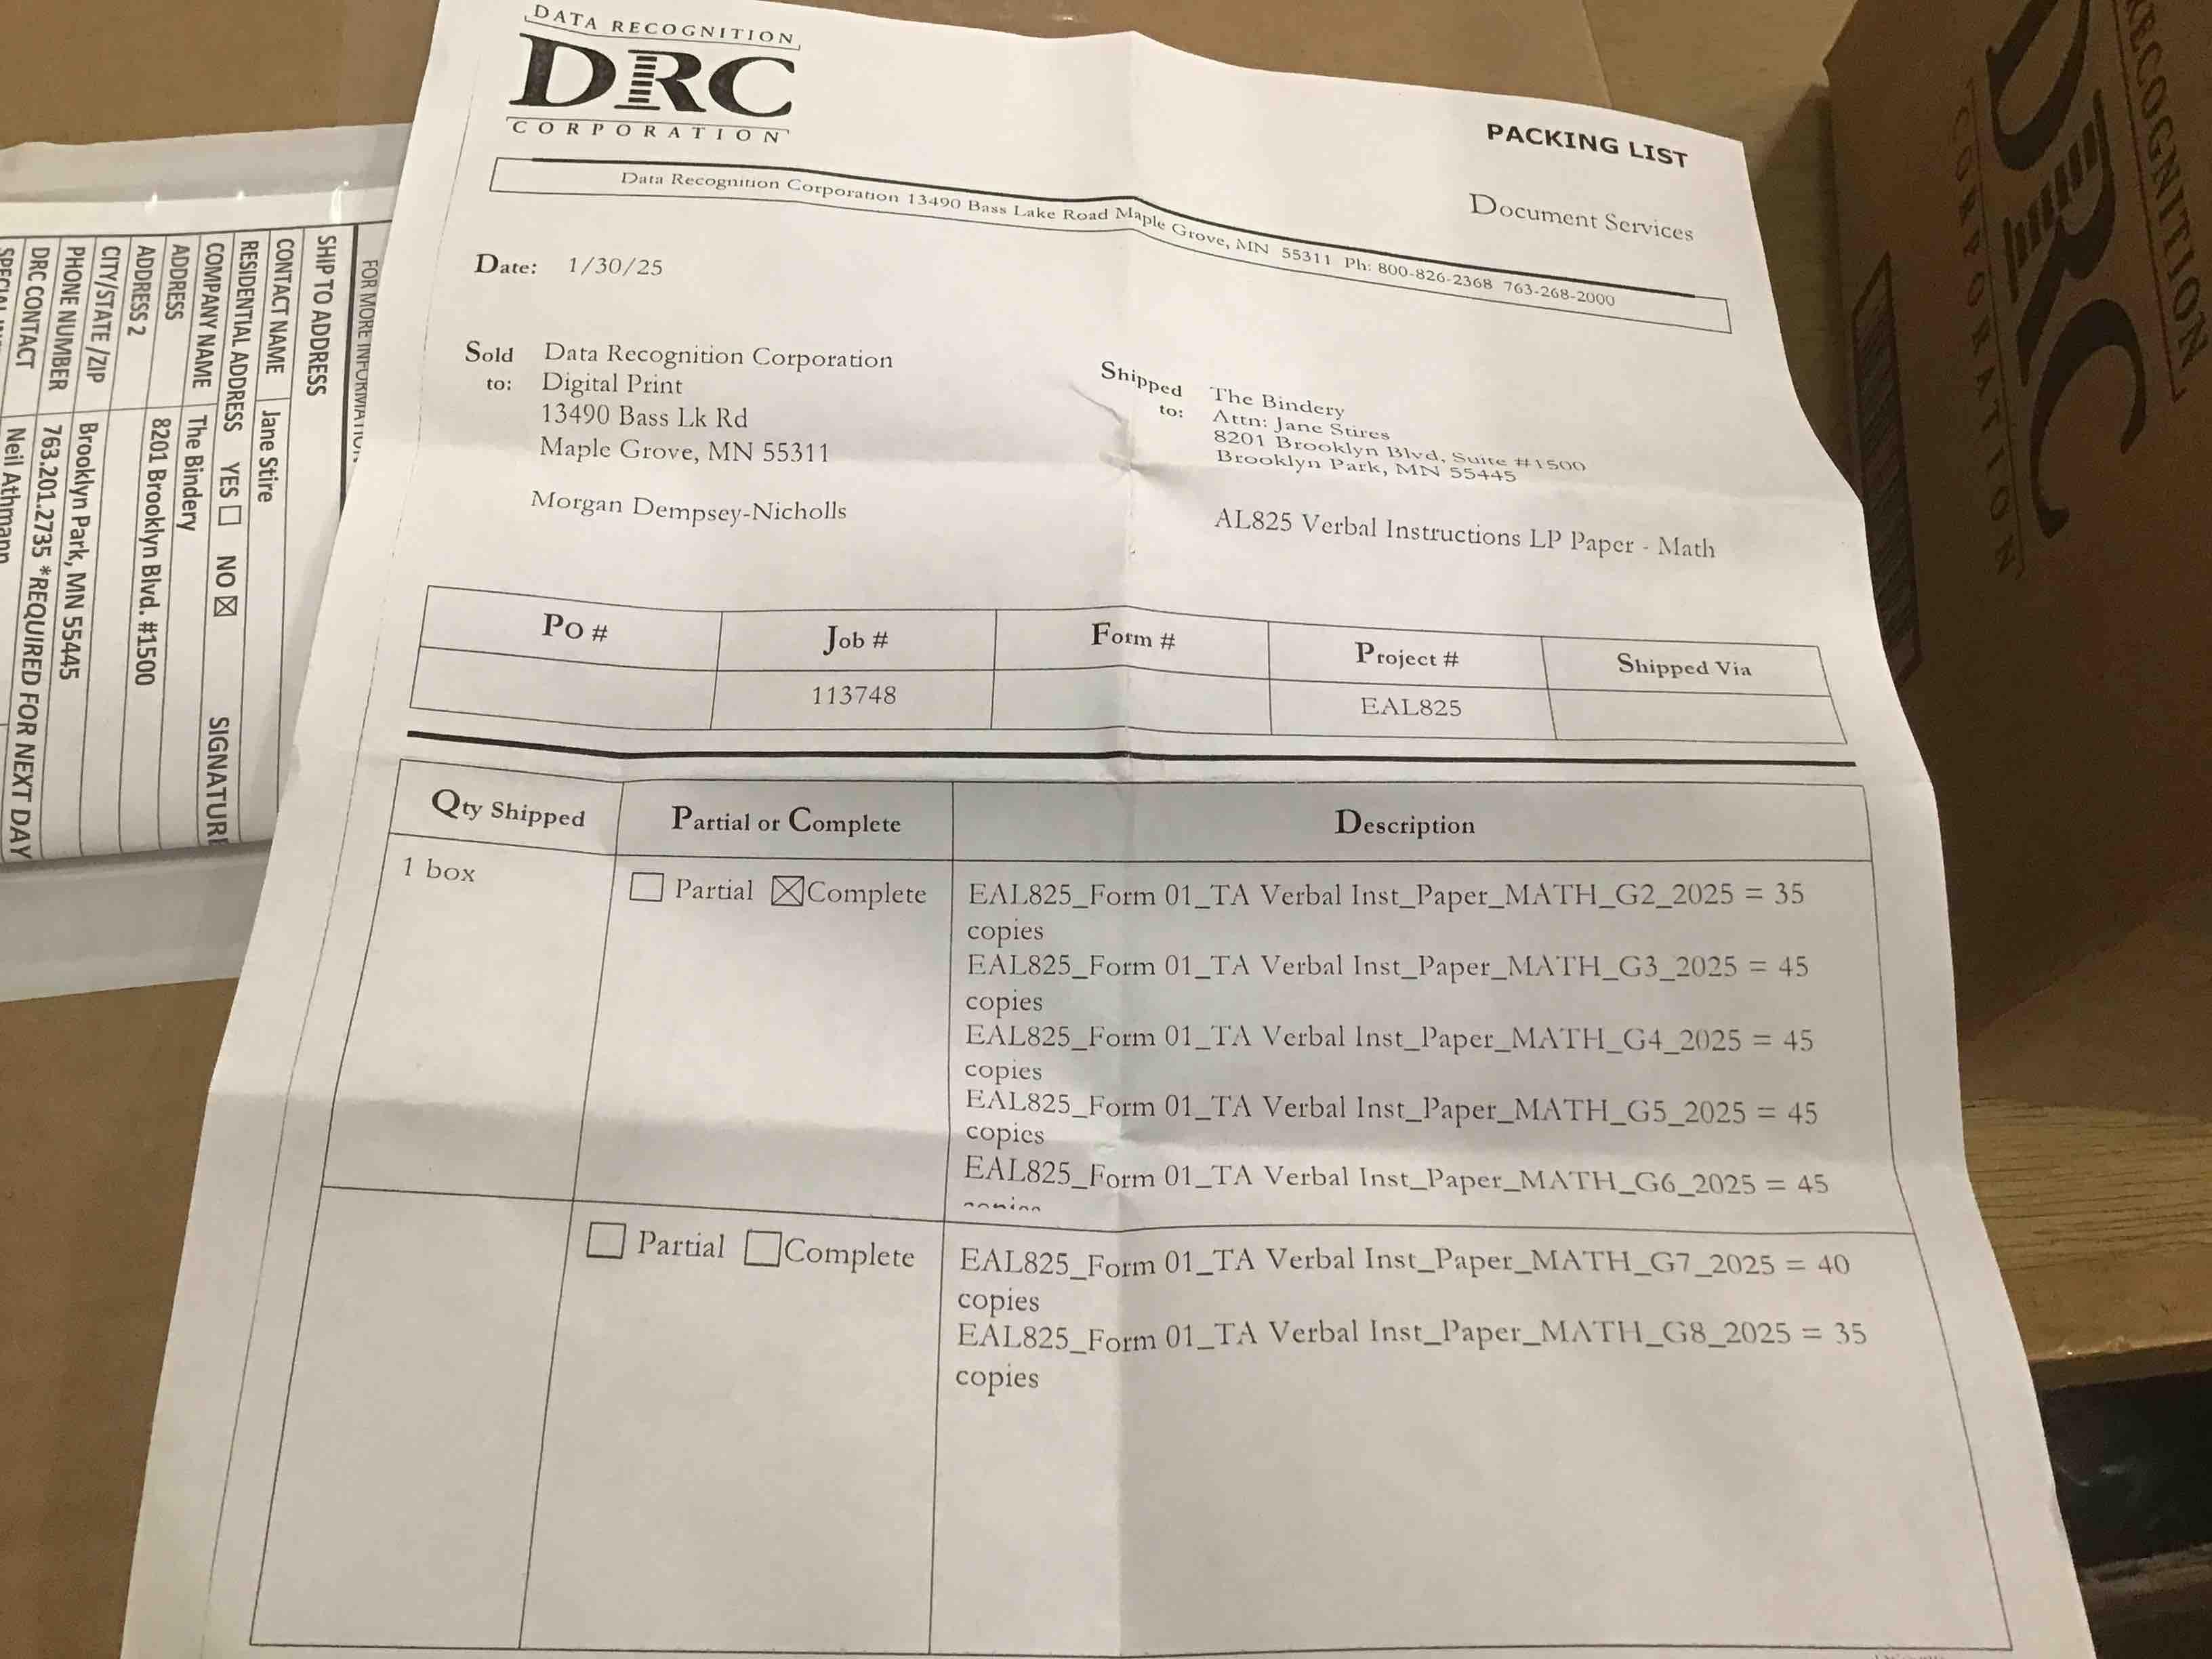 DATA RECOGNITION
DRC
CORPORATION
PACKING LIST
Document Services
Data Recognition Corporation 13490 Bass Lake Road Maple Grove, MN 55311 Ph: 800-826-2368 763-268-2000
Date: 1/30/25
Sold to:
Data Recognition Corporation
Digital Print
13490 Bass Lk Rd
Maple Grove, MN 55311
Morgan Dempsey-Nicholls
Shipped to:
The Bindery
Attn: Jane Stires
8201 Brooklyn Blvd, Suite #1500
Brooklyn Park, MN 55445
AL825 Verbal Instructions LP Paper - Math
PO # Job # Form # Project # Shipped Via
113748 EAL825
Qty Shipped Partial or Complete Description
1 box
☐ Partial ☒Complete
EAL825_Form 01_TA Verbal Inst_Paper_MATH_G2_2025 = 35
copies
EAL825_Form 01_TA Verbal Inst_Paper_MATH_G3_2025 = 45
copies
EAL825_Form 01_TA Verbal Inst_Paper_MATH_G4_2025 = 45
copies
EAL825_Form 01_TA Verbal Inst_Paper_MATH_G5_2025 = 45
copies
EAL825_Form 01_TA Verbal Inst_Paper_MATH_G6_2025 = 45
☐ Partial ☐Complete
EAL825_Form 01_TA Verbal Inst_Paper_MATH_G7_2025 = 40
copies
EAL825_Form 01_TA Verbal Inst_Paper_MATH_G8_2025 = 35
copies
FOR MORE INFORMATION
SHIP TO ADDRESS
CONTACT NAME Jane Stire
RESIDENTIAL ADDRESS YES ☐ NO ☒ SIGNATURE
COMPANY NAME The Bindery
ADDRESS 8201 Brooklyn Blvd. #1500
ADDRESS 2
CITY/STATE /ZIP Brooklyn Park, MN 55445
PHONE NUMBER 763.201.2735 *REQUIRED FOR NEXT DAY
DRC CONTACT Neil Athmann
RECOGNITION
DRC
CORPORATION